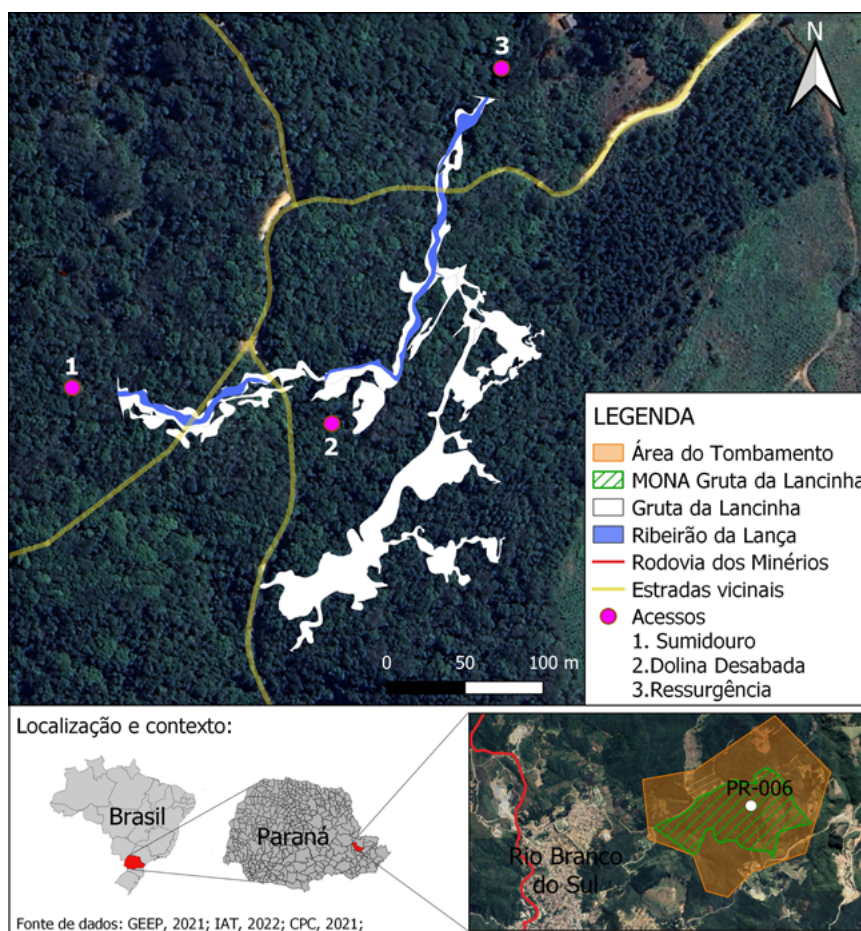 3
N
1
2
LEGENDA
Área do Tombamento
MONA Gruta da Lancinha
Gruta da Lancinha
Ribeirão da Lança
Rodovia dos Minérios
Estradas vicinais
Acessos
1. Sumidouro
2.Dolina Desabada
3.Ressurgência
0 50 100 m
Localização e contexto:
Brasil
Paraná
PR-006
Rio Branco
do Sul
Fonte de dados: GEEP, 2021; IAT, 2022; CPC, 2021;